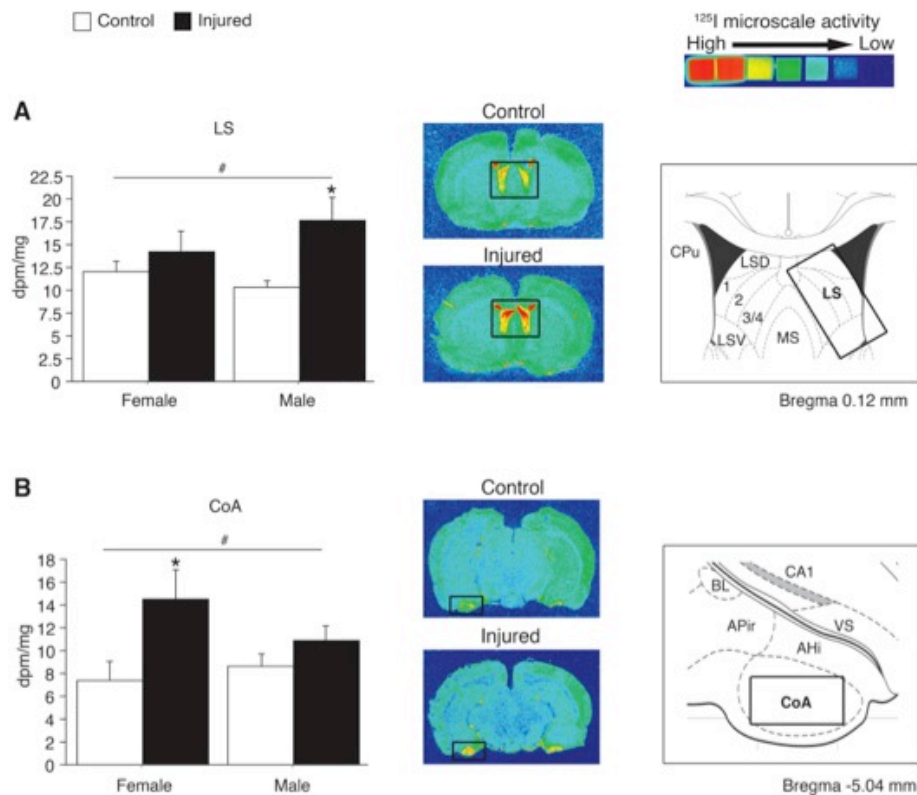 Control Injured
125I microscale activity
High Low
A
LS
#
*
22.5
20
17.5
15
12.5
10
7.5
5
2.5
0
dpm/mg
Female Male
Control
Injured
CPu
LSD
1
2
3/4
LSV
MS
LS
Bregma 0.12 mm
B
CoA
#
*
18
16
14
12
10
8
6
4
2
0
dpm/mg
Female Male
Control
Injured
BL
CA1
APir
VS
AHi
CoA
Bregma -5.04 mm